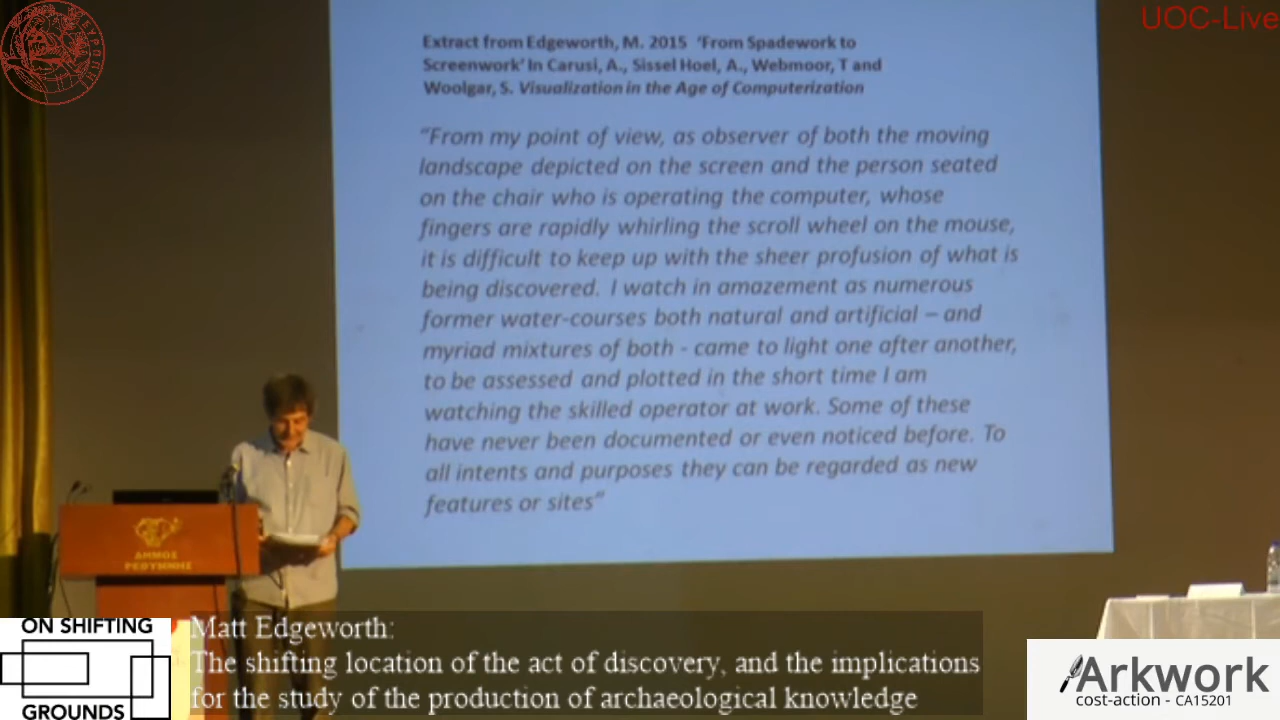 UOC-Live
Extract from Edgeworth, M. 2015 ‘From Spadework to
Screenwork’ In Carusi, A., Sissel Hoel, A., Webmoor, T and
Woolgar, S. Visualization in the Age of Computerization
“From my point of view, as observer of both the moving
landscape depicted on the screen and the person seated
on the chair who is operating the computer, whose
fingers are rapidly whirling the scroll wheel on the mouse,
it is difficult to keep up with the sheer profusion of what is
being discovered. I watch in amazement as numerous
former water-courses both natural and artificial – and
myriad mixtures of both - came to light one after another,
to be assessed and plotted in the short time I am
watching the skilled operator at work. Some of these
have never been documented or even noticed before. To
all intents and purposes they can be regarded as new
features or sites”
ΔΗΜΟΣ
ΡΕΘΥΜΝΗΣ
ON SHIFTING
GROUNDS
Matt Edgeworth:
The shifting location of the act of discovery, and the implications
for the study of the production of archaeological knowledge
Arkwork
cost-action - CA15201